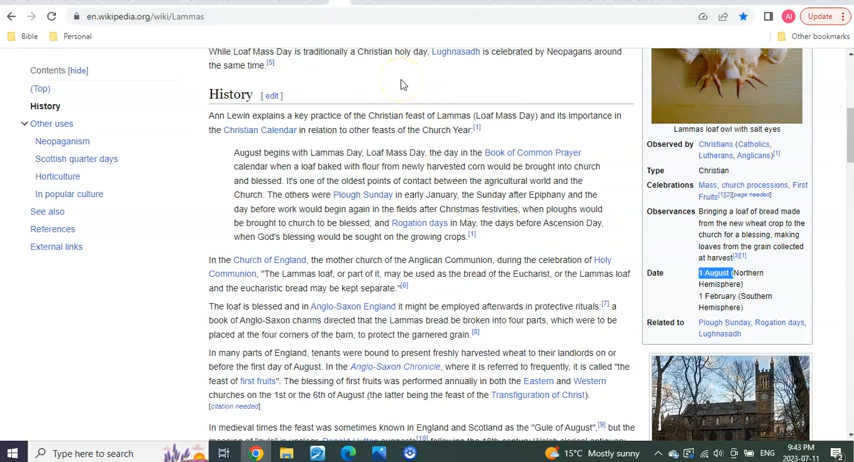 en.wikipedia.org/wiki/Lammas
AI
Update
Bible
Personal
Other bookmarks
Contents [hide]
(Top)
History
Other uses
Neopaganism
Scottish quarter days
Horticulture
In popular culture
See also
References
External links
While Loaf Mass Day is traditionally a Christian holy day, Lughnasadh is celebrated by Neopagans around
the same time.[5]
History [ edit ]
Ann Lewin explains a key practice of the Christian feast of Lammas (Loaf Mass Day) and its importance in
the Christian Calendar in relation to other feasts of the Church Year:[1]
August begins with Lammas Day, Loaf Mass Day, the day in the Book of Common Prayer
calendar when a loaf baked with flour from newly harvested corn would be brought into church
and blessed. It's one of the oldest points of contact between the agricultural world and the
Church. The others were Plough Sunday in early January, the Sunday after Epiphany and the
day before work would begin again in the fields after Christmas festivities, when ploughs would
be brought to church to be blessed; and Rogation days in May, the days before Ascension Day,
when God's blessing would be sought on the growing crops.[1]
In the Church of England, the mother church of the Anglican Communion, during the celebration of Holy
Communion, "The Lammas loaf, or part of it, may be used as the bread of the Eucharist, or the Lammas loaf
and the eucharistic bread may be kept separate."[6]
The loaf is blessed and in Anglo-Saxon England it might be employed afterwards in protective rituals:[7] a
book of Anglo-Saxon charms directed that the Lammas bread be broken into four parts, which were to be
placed at the four corners of the barn, to protect the garnered grain.[8]
In many parts of England, tenants were bound to present freshly harvested wheat to their landlords on or
before the first day of August. In the Anglo-Saxon Chronicle, where it is referred to frequently, it is called "the
feast of first fruits". The blessing of first fruits was performed annually in both the Eastern and Western
churches on the 1st or the 6th of August (the latter being the feast of the Transfiguration of Christ).
[citation needed]
In medieval times the feast was sometimes known in England and Scotland as the "Gule of August",[9] but the
meaning of "gule" is unclear. Ronald Hutton suggests[10] following the 18th-century Welsh clerical antiquary
Lammas loaf owl with salt eyes
Observed by Christians (Catholics,
Lutherans, Anglicans)[1]
Type Christian
Celebrations Mass, church processions, First
Fruits[1][2][page needed]
Observances Bringing a loaf of bread made
from the new wheat crop to the
church for a blessing, making
loaves from the grain collected
at harvest[3][1]
Date 1 August (Northern
Hemisphere)
1 February (Southern
Hemisphere)
Related to Plough Sunday, Rogation days,
Lughnasadh
Type here to search
15°C Mostly sunny
ENG
9:43 PM
2023-07-11
2